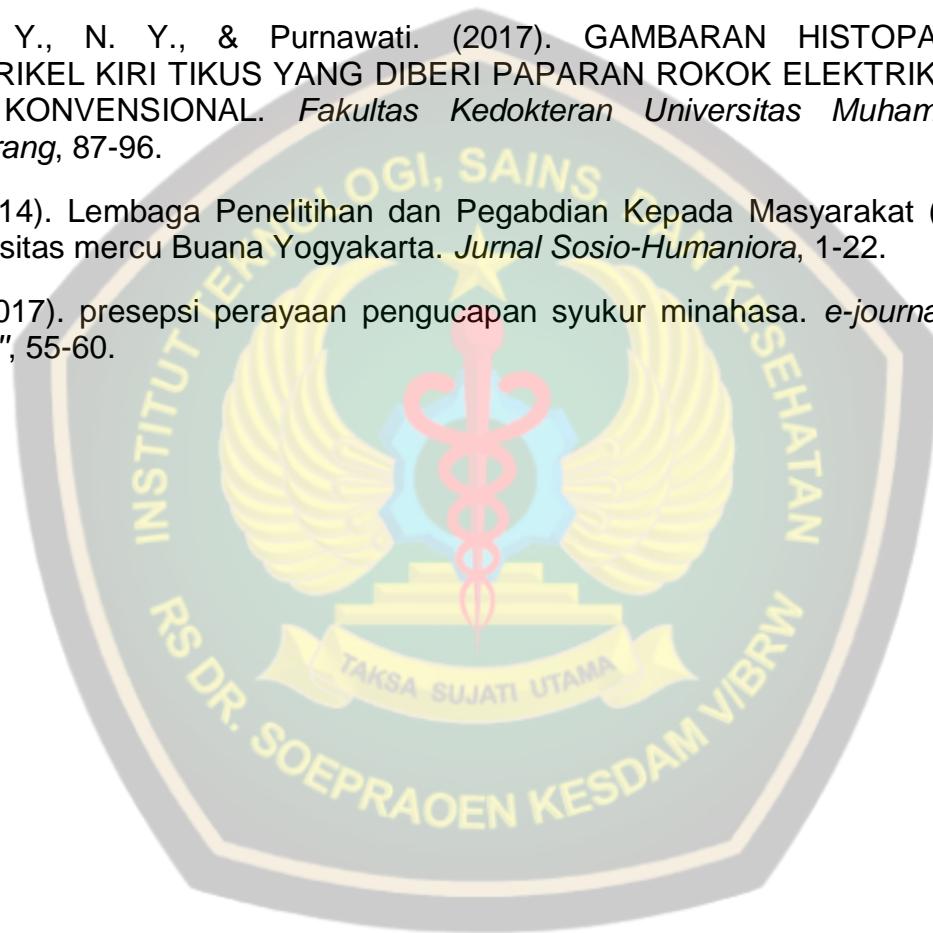 Y., N. Y., & Purnawati. (2017). GAMBARAN HISTOPA
RIKEL KIRI TIKUS YANG DIBERI PAPARAN ROKOK ELEKTRIK
KONVENSIONAL. Fakultas Kedokteran Universitas Muham
rang, 87-96.
14). Lembaga Penelitihan dan Pegabdian Kepada Masyarakat (
sitas mercu Buana Yogyakarta. Jurnal Sosio-Humaniora, 1-22.
017). presepsi perayaan pengucapan syukur minahasa. e-journa
", 55-60.
INSTITUT TEKNOLOGI, SAINS, DAN KESEHATAN
TAKSA SUJATI UTAMA
RS DR. SOEPRAOEN KESDAM V/BRW